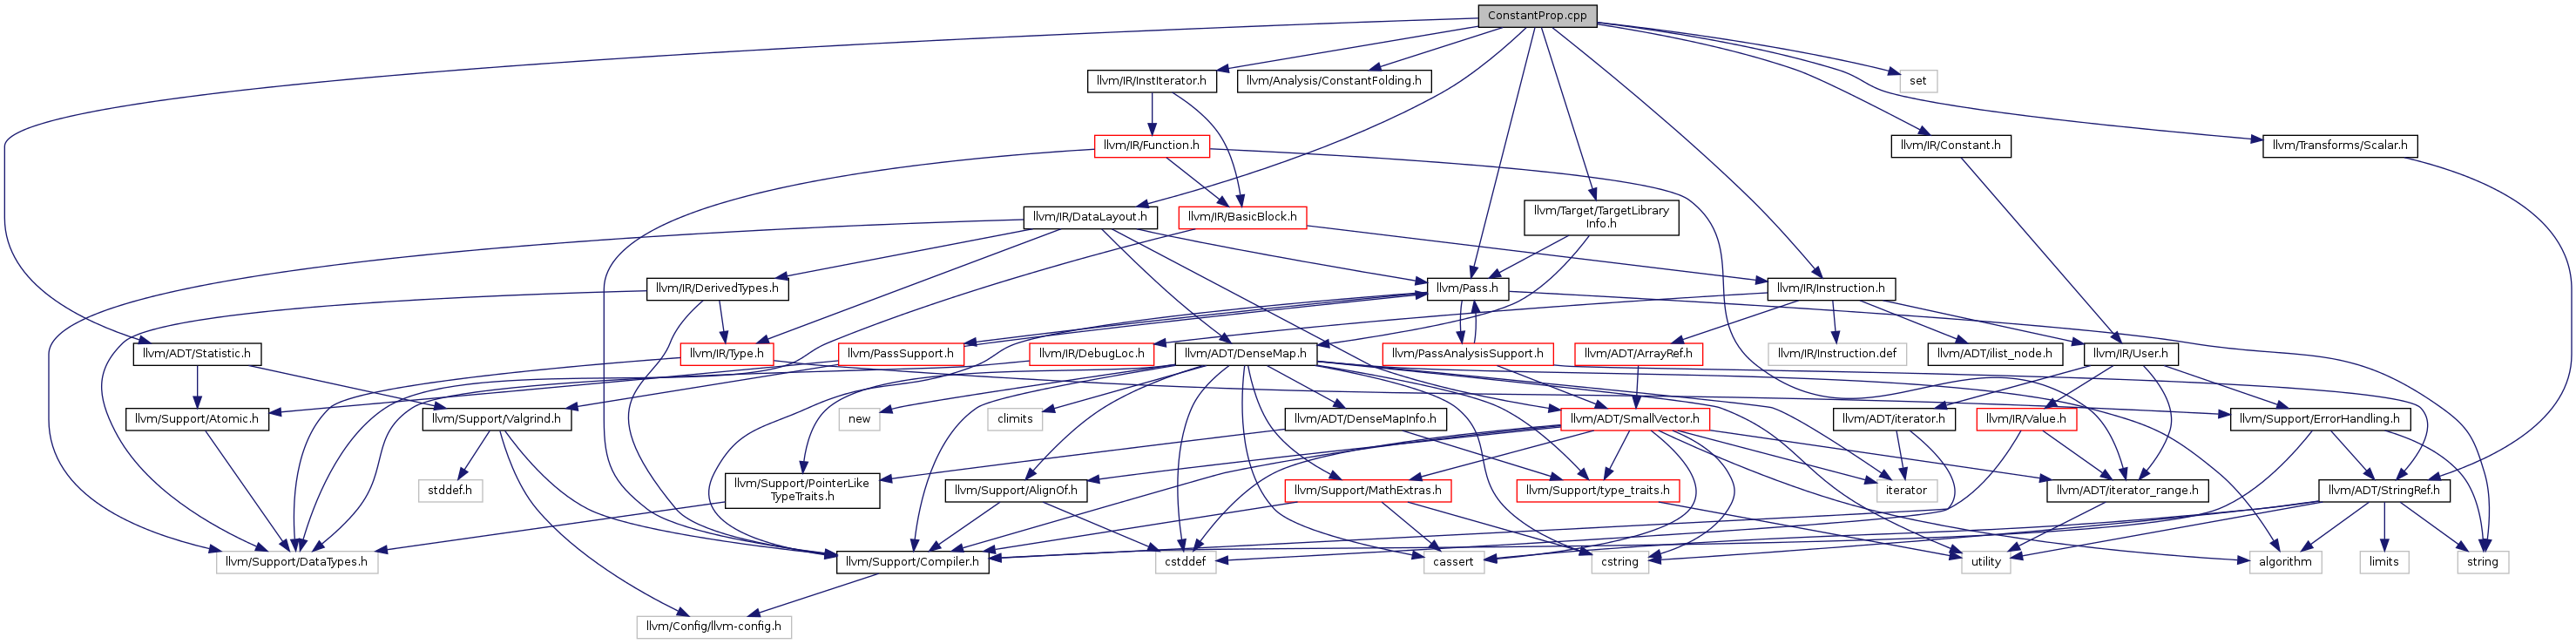 ConstantProp.cpp
llvm/IR/InstIterator.h
llvm/Analysis/ConstantFolding.h
set
llvm/IR/Function.h
llvm/IR/Constant.h
llvm/Transforms/Scalar.h
llvm/IR/DataLayout.h
llvm/IR/BasicBlock.h
llvm/Target/TargetLibrary
Info.h
llvm/IR/DerivedTypes.h
llvm/Pass.h
llvm/IR/Instruction.h
llvm/ADT/Statistic.h
llvm/IR/Type.h
llvm/PassSupport.h
llvm/IR/DebugLoc.h
llvm/ADT/DenseMap.h
llvm/PassAnalysisSupport.h
llvm/ADT/ArrayRef.h
llvm/IR/Instruction.def
llvm/ADT/ilist_node.h
llvm/IR/User.h
llvm/Support/Atomic.h
llvm/Support/Valgrind.h
new
climits
llvm/ADT/DenseMapInfo.h
llvm/ADT/SmallVector.h
llvm/ADT/iterator.h
llvm/IR/Value.h
llvm/Support/ErrorHandling.h
stddef.h
llvm/Support/PointerLike
TypeTraits.h
llvm/Support/AlignOf.h
llvm/Support/MathExtras.h
llvm/Support/type_traits.h
iterator
llvm/ADT/iterator_range.h
llvm/ADT/StringRef.h
llvm/Support/DataTypes.h
llvm/Support/Compiler.h
cstddef
cassert
cstring
utility
algorithm
limits
string
llvm/Config/llvm-config.h